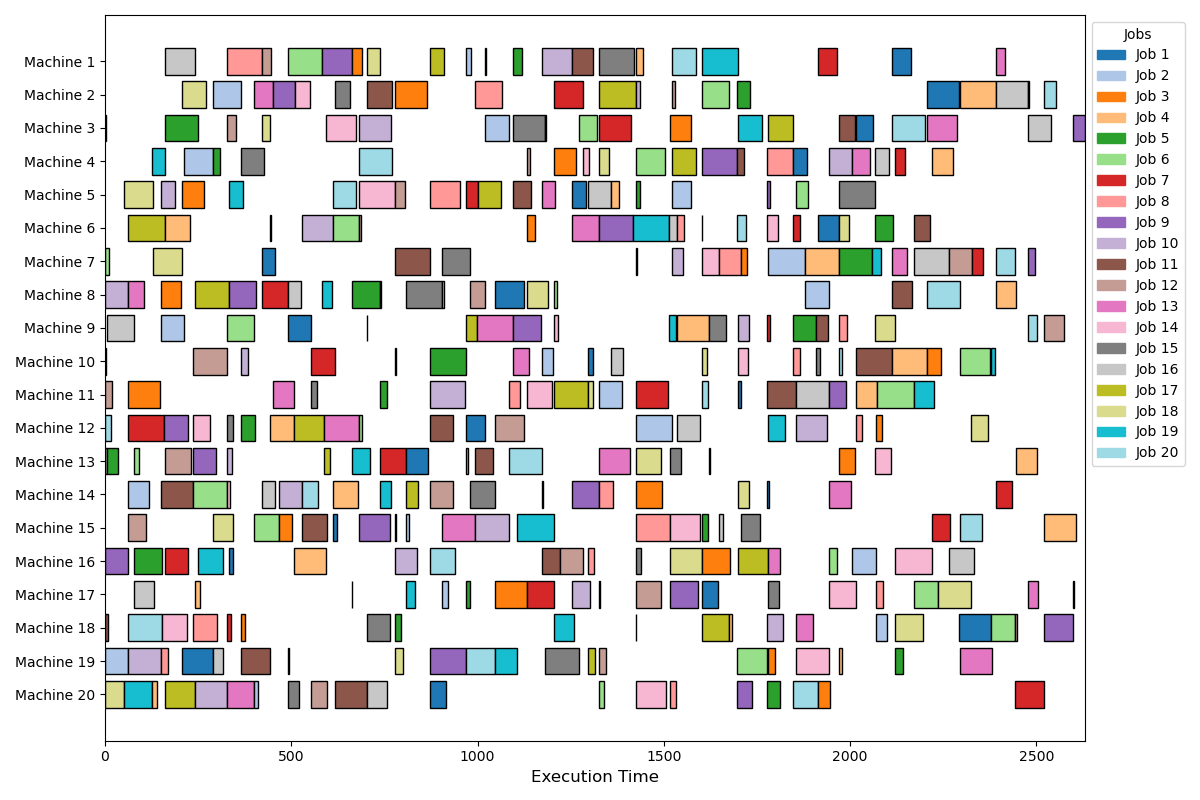 Machine 1
Machine 2
Machine 3
Machine 4
Machine 5
Machine 6
Machine 7
Machine 8
Machine 9
Machine 10
Machine 11
Machine 12
Machine 13
Machine 14
Machine 15
Machine 16
Machine 17
Machine 18
Machine 19
Machine 20
0 500 1000 1500 2000 2500
Execution Time
Jobs
Job 1
Job 2
Job 3
Job 4
Job 5
Job 6
Job 7
Job 8
Job 9
Job 10
Job 11
Job 12
Job 13
Job 14
Job 15
Job 16
Job 17
Job 18
Job 19
Job 20